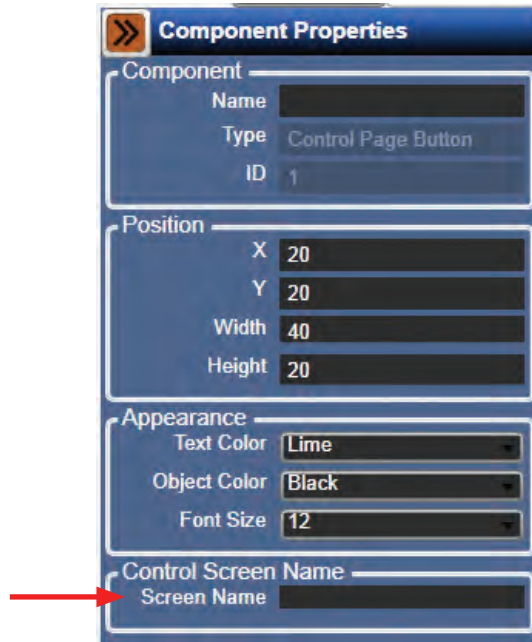 Component Properties
Component
Name
Type Control Page Button
ID 1
Position
X 20
Y 20
Width 40
Height 20
Appearance
Text Color Lime
Object Color Black
Font Size 12
Control Screen Name
Screen Name